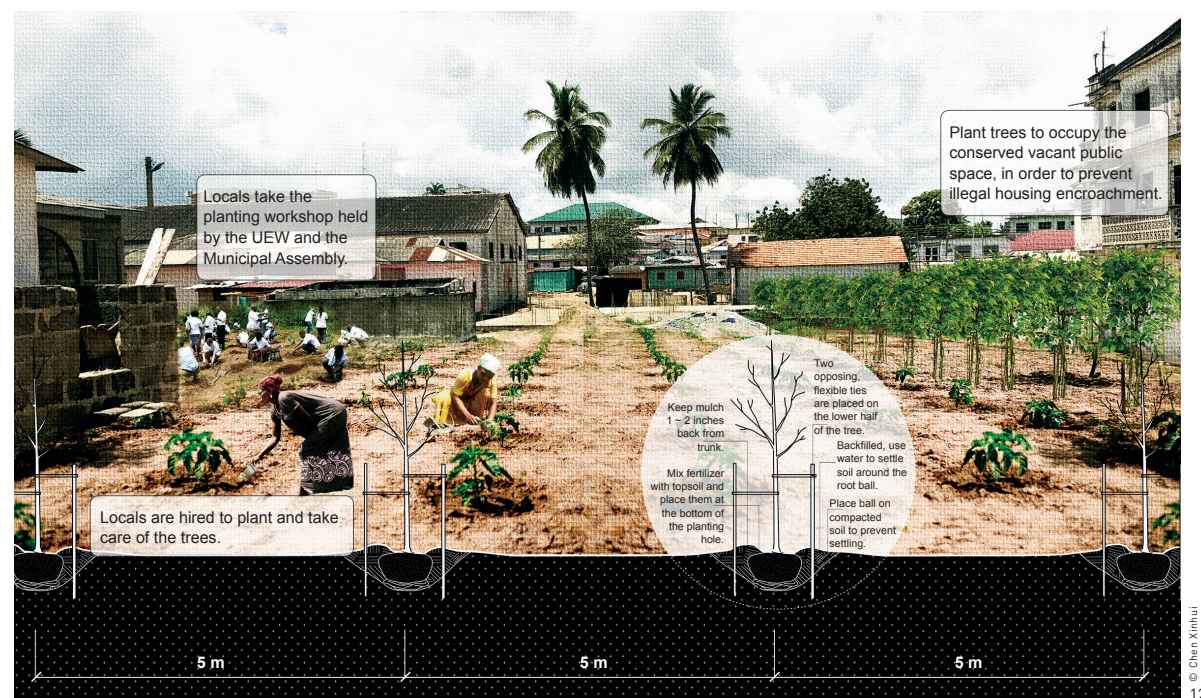 Plant trees to occupy the
conserved vacant public
space, in order to prevent
illegal housing encroachment.
Locals take the
planting workshop held
by the UEW and the
Municipal Assembly.
Two
opposing,
flexible ties
are placed on
the lower half
of the tree.
Keep mulch
1 ~ 2 inches
back from
trunk.
Backfilled, use
water to settle
soil around the
root ball.
Mix fertilizer
with topsoil and
place them at
the bottom of
the planting
hole.
Place ball on
compacted
soil to prevent
settling.
Locals are hired to plant and take
care of the trees.
5 m
5 m
5 m
© Chen Xinhui